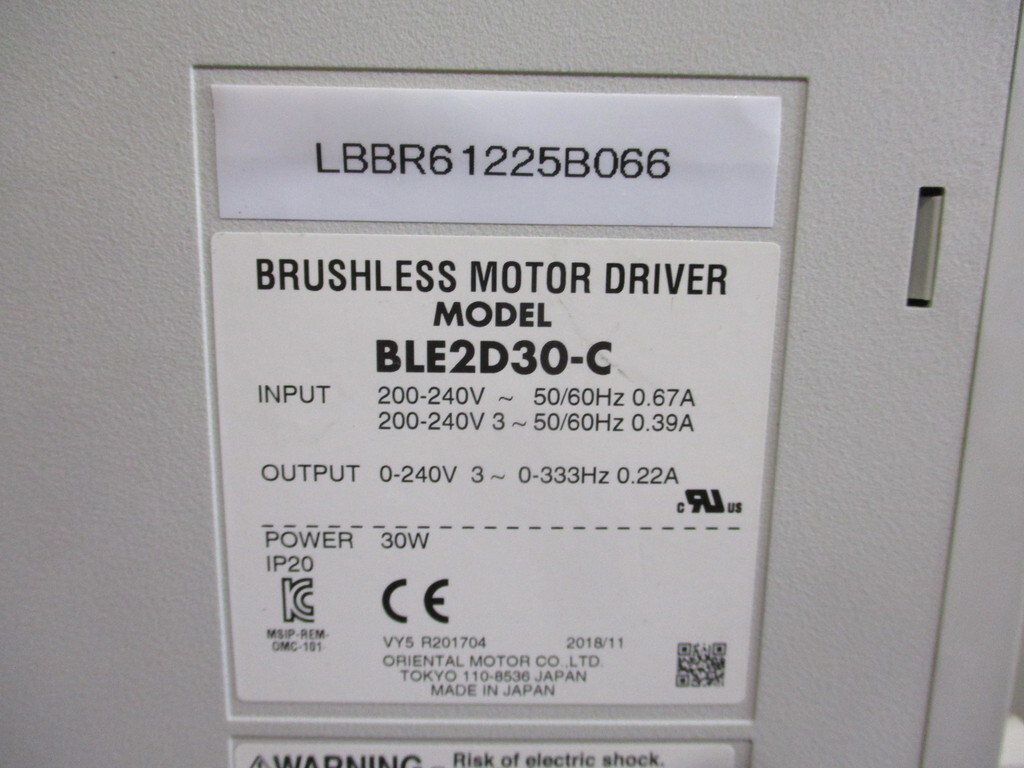 LBBR61225B066
BRUSHLESS MOTOR DRIVER
MODEL
BLE2D30-C
INPUT 200-240V ~ 50/60Hz 0.67A
200-240V 3~ 50/60Hz 0.39A
OUTPUT 0-240V 3~ 0-333Hz 0.22A
c RU US
POWER 30W
IP20
KC
CE
MSIP-REM-
OMC-101
VY5 R201704 2018/11
ORIENTAL MOTOR CO.,LTD.
TOKYO 110-8536 JAPAN
MADE IN JAPAN
⚠WARNING – Risk of electric shock.